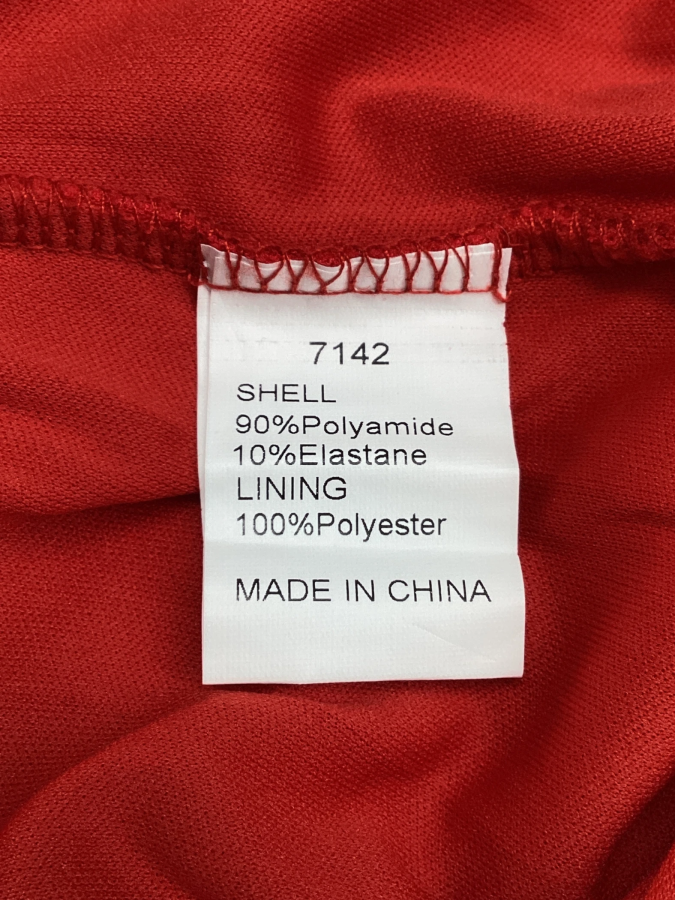 7142
SHELL
90%Polyamide
10%Elastane
LINING
100%Polyester
MADE IN CHINA